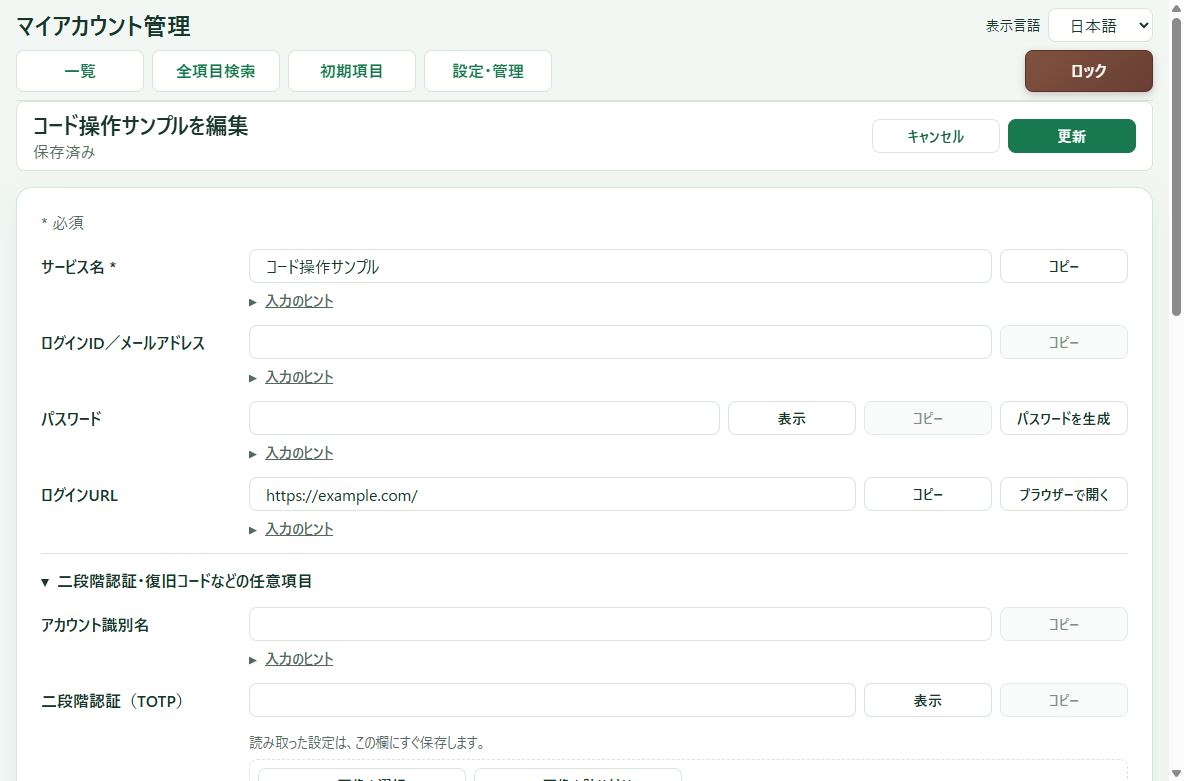 マイアカウント管理
表示言語 日本語
一覧 全項目検索 初期項目 設定・管理 ロック
コード操作サンプルを編集
保存済み
キャンセル 更新
* 必須
サービス名 * コード操作サンプル コピー
▶ 入力のヒント
ログインID／メールアドレス コピー
▶ 入力のヒント
パスワード 表示 コピー パスワードを生成
▶ 入力のヒント
ログインURL https://example.com/ コピー ブラウザーで開く
▶ 入力のヒント
▼ 二段階認証・復旧コードなどの任意項目
アカウント識別名 コピー
▶ 入力のヒント
二段階認証（TOTP） 表示 コピー
読み取った設定は、この欄にすぐ保存します。